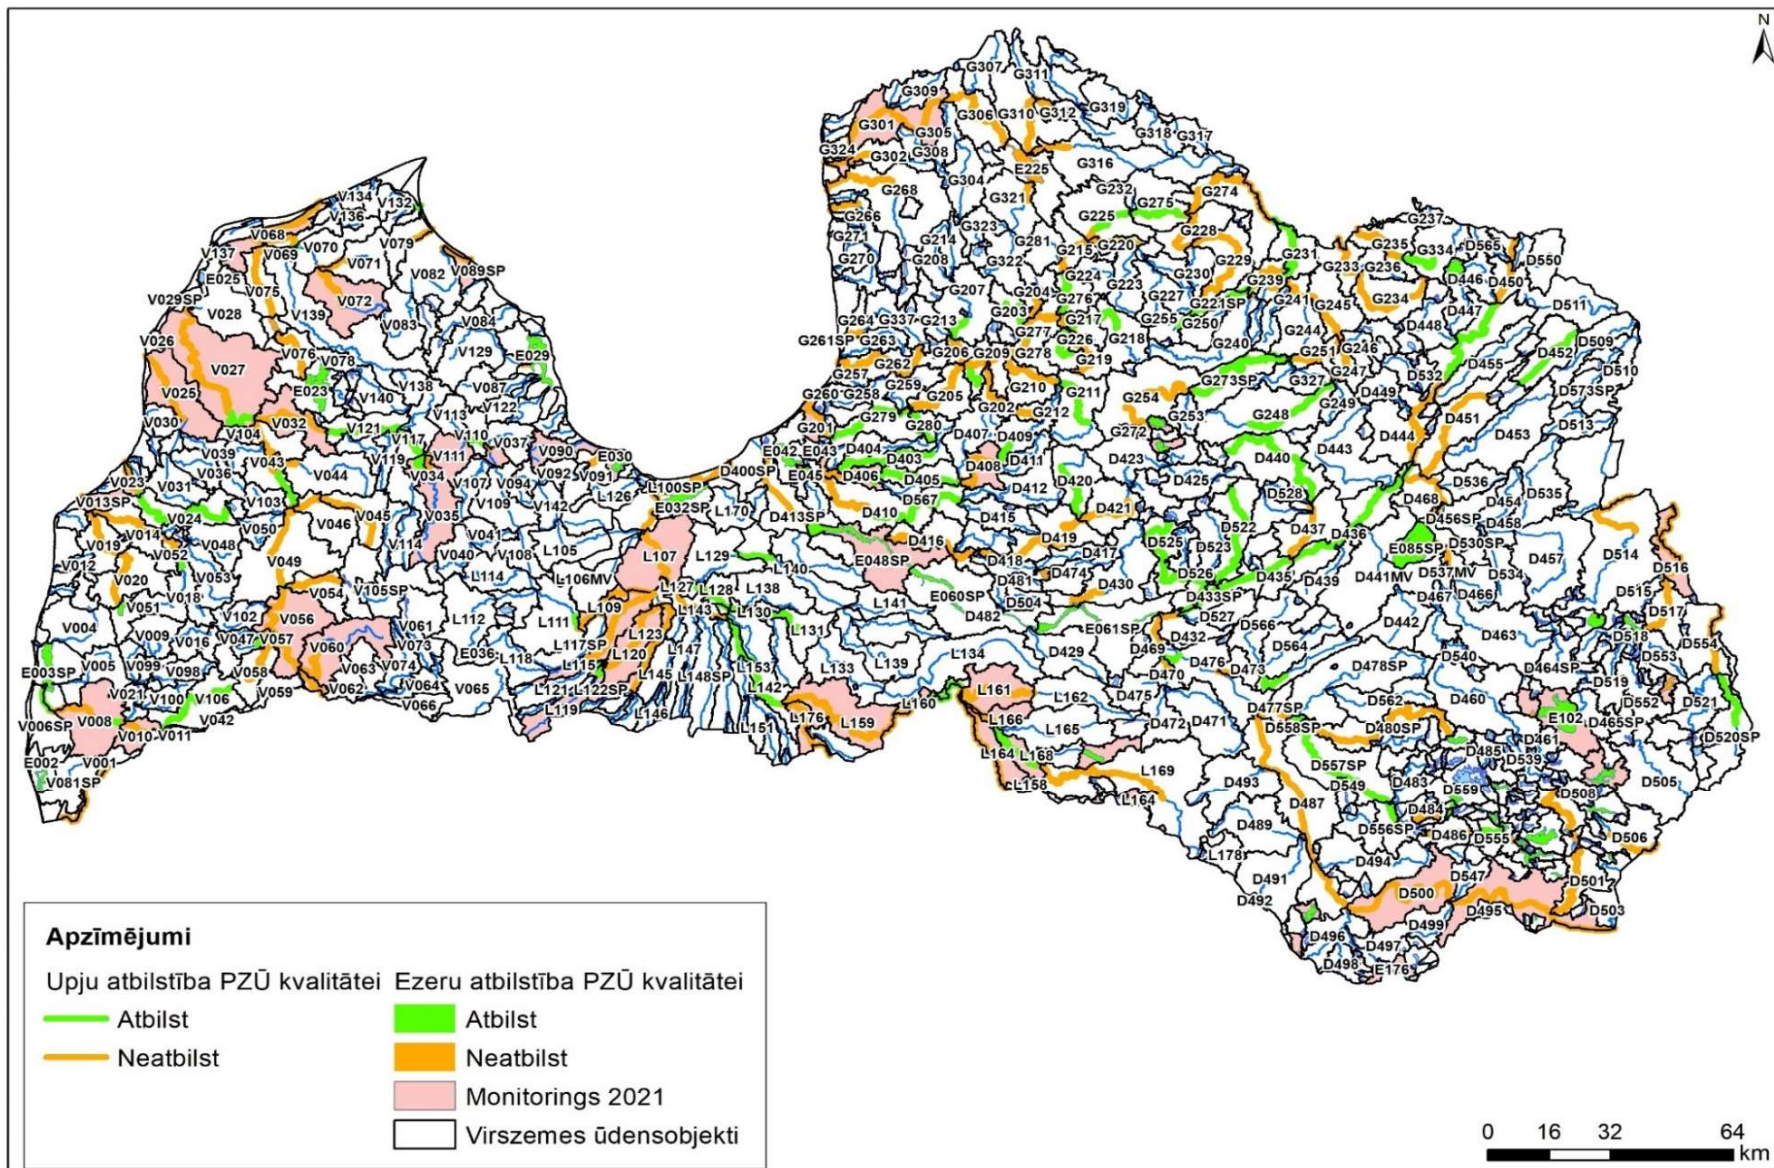 N
G307
G311
G309
G319
G301
G306
G310
G312
G305
G318
G317
G324
G302
G308
E225
G316
G304
G268
G232
G274
V134
V132
G321
G275
V136
G266
G225
G237
V068
V079
G271
G214
G323
G281
G228
G235
G334
D565
V137
V070
G215
G220
V069
V071
G270
G208
G322
G229
G231
G233
G236
D550
E025
V082
V089SP
G224
G230
G239
D446
D450
V075
G207
G204
G223
G227
G221SP
G241
G234
V029SP
V072
G276
G245
D447
D511
V028
V139
V083
V084
G264
G337
G213
G203
G217
G255
G250
D448
V026
G261SP
G263
G277
G226
G218
G240
G244
G246
D509
V076
V078
V129
E029
G206
G209
G278
G219
G251
D452
V027
G257
G262
G247
D532
D455
D510
V025
E023
V138
V087
G259
G210
G273SP
G327
D449
D573SP
V140
G260
G258
G205
G211
G254
G249
D451
V030
V032
V113
V122
G202
G212
G253
G248
V104
V121
G201
G279
G280
D407
D409
G272
D444
D453
D513
V117
V110
V037
E042
E043
D404
D403
D411
D423
D440
D443
V039
V043
V119
V111
V090
E030
D400SP
E045
D406
D405
D408
D420
D425
V036
V044
V034
V107
V094
V092
V091
D412
D528
D468
D536
V023
V031
V103
V109
L126
L100SP
D567
D454
D535
V013SP
V024
V035
V142
E032SP
L170
D413SP
D410
D415
D421
D522
D437
D456SP
D458
V014
V050
V046
V045
V041
D416
D419
D525
D523
D436
E085SP
D530SP
D514
V019
V052
V048
V114
V040
V108
L105
L107
L129
E048SP
D418
D417
D457
V012
V049
L140
D481
D474
D526
D435
D439
D441MV
D537MV
D534
D516
V020
V018
V053
V054
V105SP
L114
L106MV
L127
L128
L138
D430
D433SP
D467
D466
D515
V051
V102
V056
L109
L143
L141
E060SP
D504
D527
D517
V004
V061
L112
L111
L123
L130
L131
D482
E061SP
D432
D566
D442
D463
D518
V009
V016
V047
V057
V073
L117SP
L147
D469
D564
D554
V005
V099
V098
V058
V060
V063
V074
E036
L118
L115
L120
L153
L133
L139
L134
D429
D476
D473
D478SP
D540
D464SP
D553
E003SP
V021
V100
V106
V059
V062
V064
V065
L121
L122SP
L145
L148SP
L142
L160
L161
L162
D475
D470
D562
D460
D519
D552
D521
V006SP
V008
V010
V011
V042
V066
L119
L146
L151
L176
L159
L166
L165
D472
D471
D477SP
D558SP
D480SP
E102
D465SP
D520SP
E002
V001
L164
L168
D557SP
D485
D461
D539
V081SP
L158
L169
D493
D549
D483
D559
D505
L164
D487
D484
D508
D489
D556SP
D486
D555
D506
L178
D494
D491
D547
D501
D492
D500
D495
D503
D496
D499
D497
D498
E176
Apzīmējumi
Upju atbilstība PZŪ kvalitātei Ezeru atbilstība PZŪ kvalitātei
Atbilst Atbilst
Neatbilst Neatbilst
Monitorings 2021
Virszemes ūdensobjekti
0 16 32 64
km